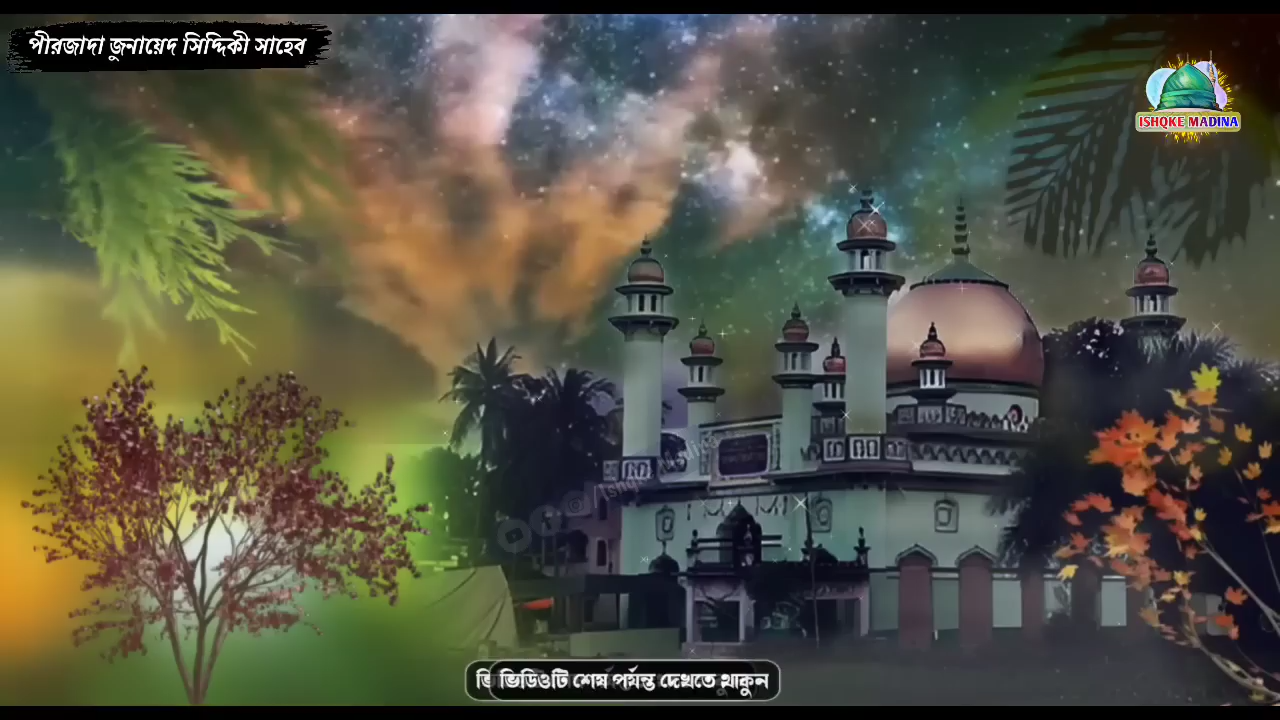 পীরজাদা জুনায়েদ সিদ্দিকী সাহেব
ISHQKE MADINA
ভিডিওটি শেষ পর্যন্ত দেখতে থাকুন